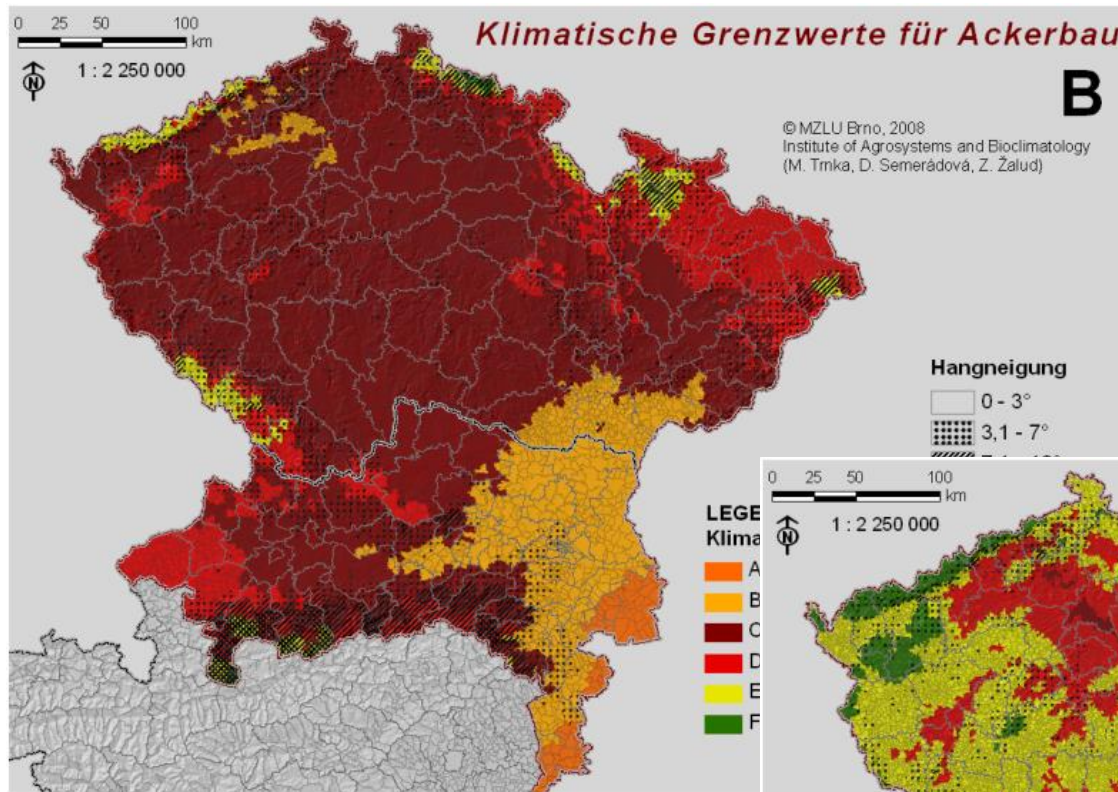 0 25 50 100
km
1 : 2 250 000
N
Klimatische Grenzwerte für Ackerbau
B
© MZLU Brno, 2008
Institute of Agrosystems and Bioclimatology
(M. Trnka, D. Semerádová, Z. Žalud)
Hangneigung
0 - 3°
3,1 - 7°
LEGE
Klima
A
B
C
D
E
F
0 25 50 100
km
1 : 2 250 000
N